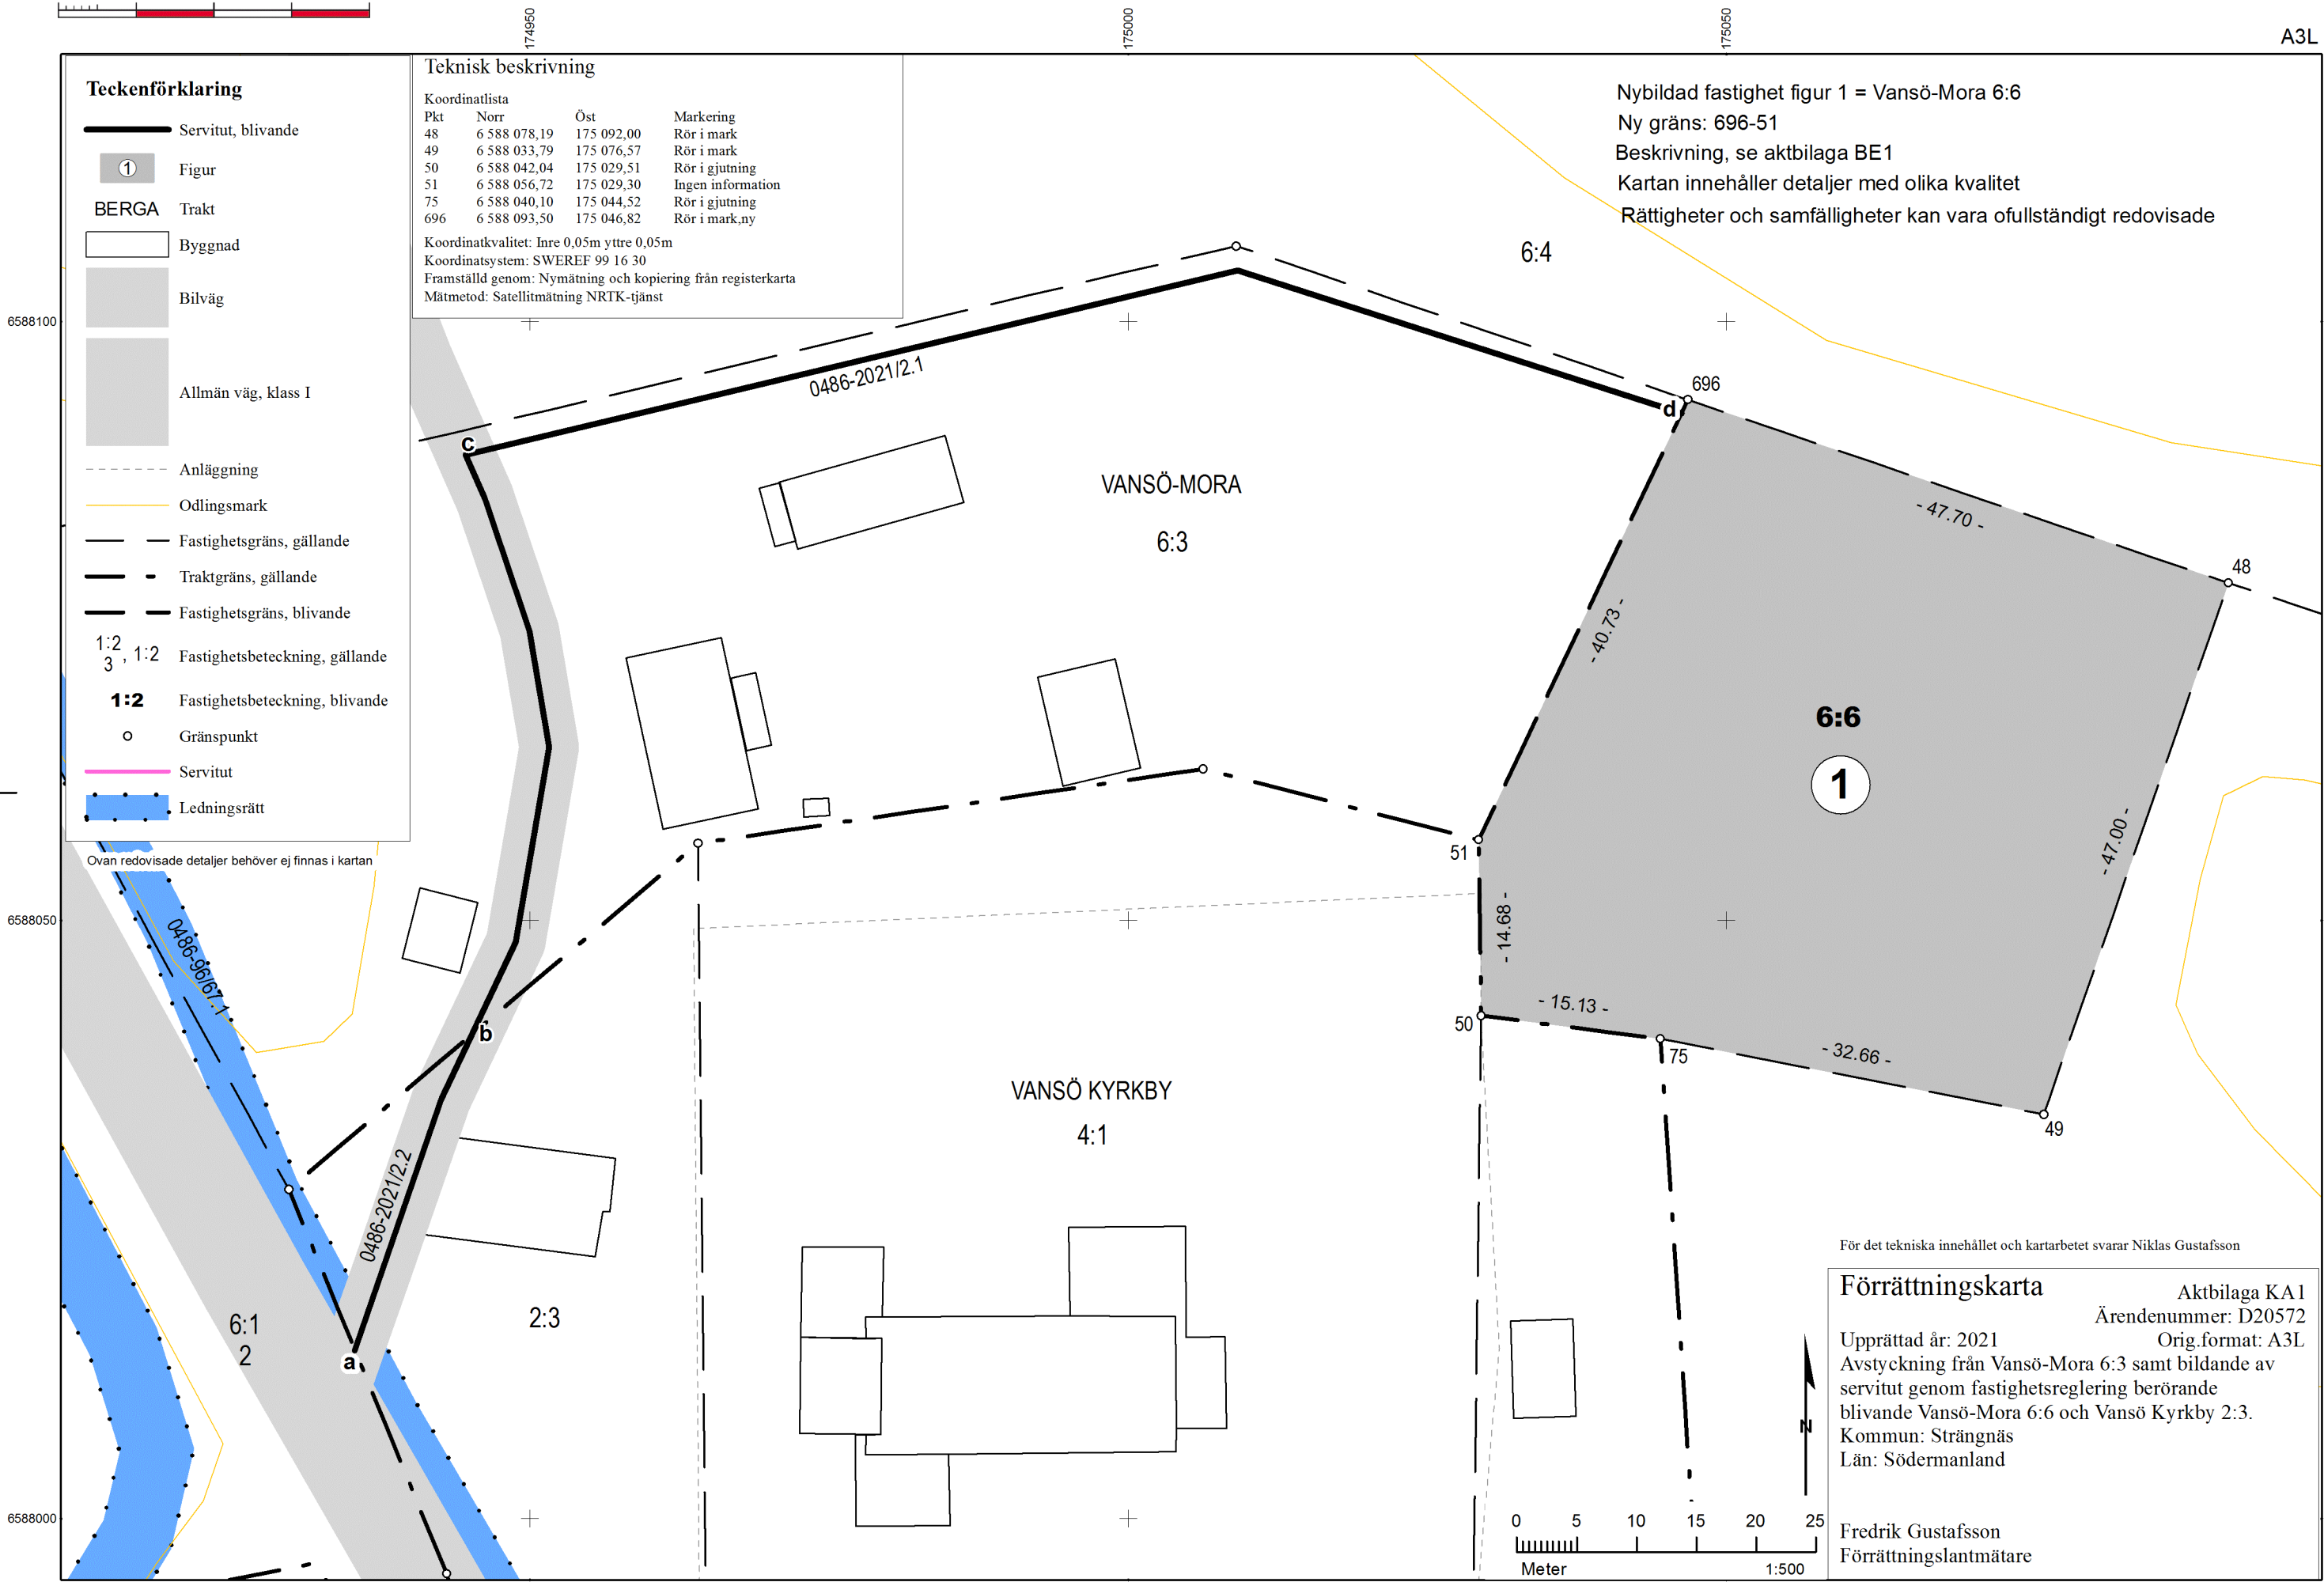 174950
175000
175050
A3L
Teckenförklaring
Servitut, blivande
1 Figur
BERGA Trakt
Byggnad
Bilväg
Allmän väg, klass I
Anläggning
Odlingsmark
Fastighetsgräns, gällande
Traktgräns, gällande
Fastighetsgräns, blivande
1:2
3 , 1:2 Fastighetsbeteckning, gällande
1:2 Fastighetsbeteckning, blivande
Gränspunkt
Servitut
Ledningsrätt
Ovan redovisade detaljer behöver ej finnas i kartan
Teknisk beskrivning
Koordinatlista
Pkt Norr Öst Markering
48 6 588 078,19 175 092,00 Rör i mark
49 6 588 033,79 175 076,57 Rör i mark
50 6 588 042,04 175 029,51 Rör i gjutning
51 6 588 056,72 175 029,30 Ingen information
75 6 588 040,10 175 044,52 Rör i gjutning
696 6 588 093,50 175 046,82 Rör i mark,ny
Koordinatkvalitet: Inre 0,05m yttre 0,05m
Koordinatsystem: SWEREF 99 16 30
Framställd genom: Nymätning och kopiering från registerkarta
Mätmetod: Satellitmätning NRTK-tjänst
Nybildad fastighet figur 1 = Vansö-Mora 6:6
Ny gräns: 696-51
Beskrivning, se aktbilaga BE1
Kartan innehåller detaljer med olika kvalitet
Rättigheter och samfälligheter kan vara ofullständigt redovisade
6:4
6588100
0486-2021/2.1
696
d
c
VANSÖ-MORA
6:3
- 47.70 -
48
- 40.73 -
6:6
1
- 47.00 -
51
6588050
- 14.68 -
0486-96/67.1
- 15.13 -
50
b
75
- 32.66 -
49
VANSÖ KYRKBY
4:1
0486-2021/2.2
2:3
6:1
2
a
6588000
N
0 5 10 15 20 25
Meter 1:500
För det tekniska innehållet och kartarbetet svarar Niklas Gustafsson
Förrättningskarta
Aktbilaga KA1
Ärendenummer: D20572
Upprättad år: 2021 Orig.format: A3L
Avstyckning från Vansö-Mora 6:3 samt bildande av
servitut genom fastighetsreglering berörande
blivande Vansö-Mora 6:6 och Vansö Kyrkby 2:3.
Kommun: Strängnäs
Län: Södermanland
Fredrik Gustafsson
Förrättningslantmätare